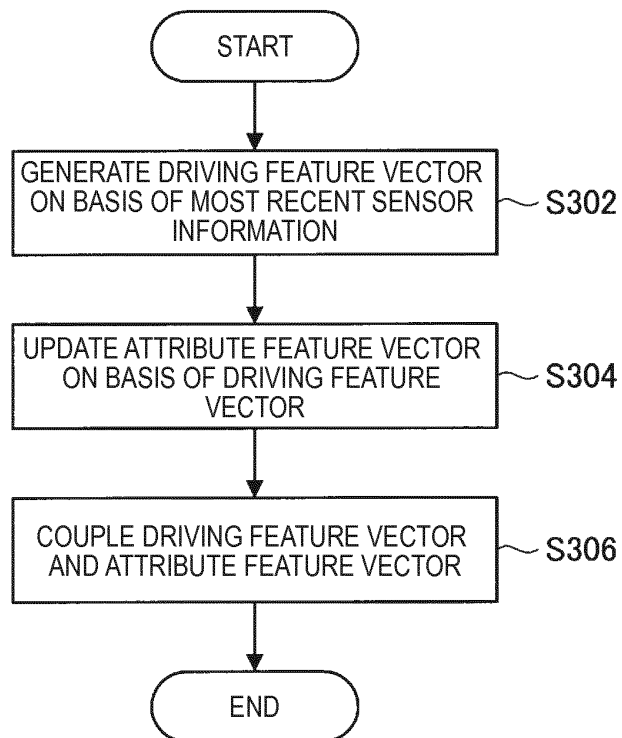 START
GENERATE DRIVING FEATURE VECTOR
ON BASIS OF MOST RECENT SENSOR
INFORMATION
S302
UPDATE ATTRIBUTE FEATURE VECTOR
ON BASIS OF DRIVING FEATURE
VECTOR
S304
COUPLE DRIVING FEATURE VECTOR
AND ATTRIBUTE FEATURE VECTOR
S306
END